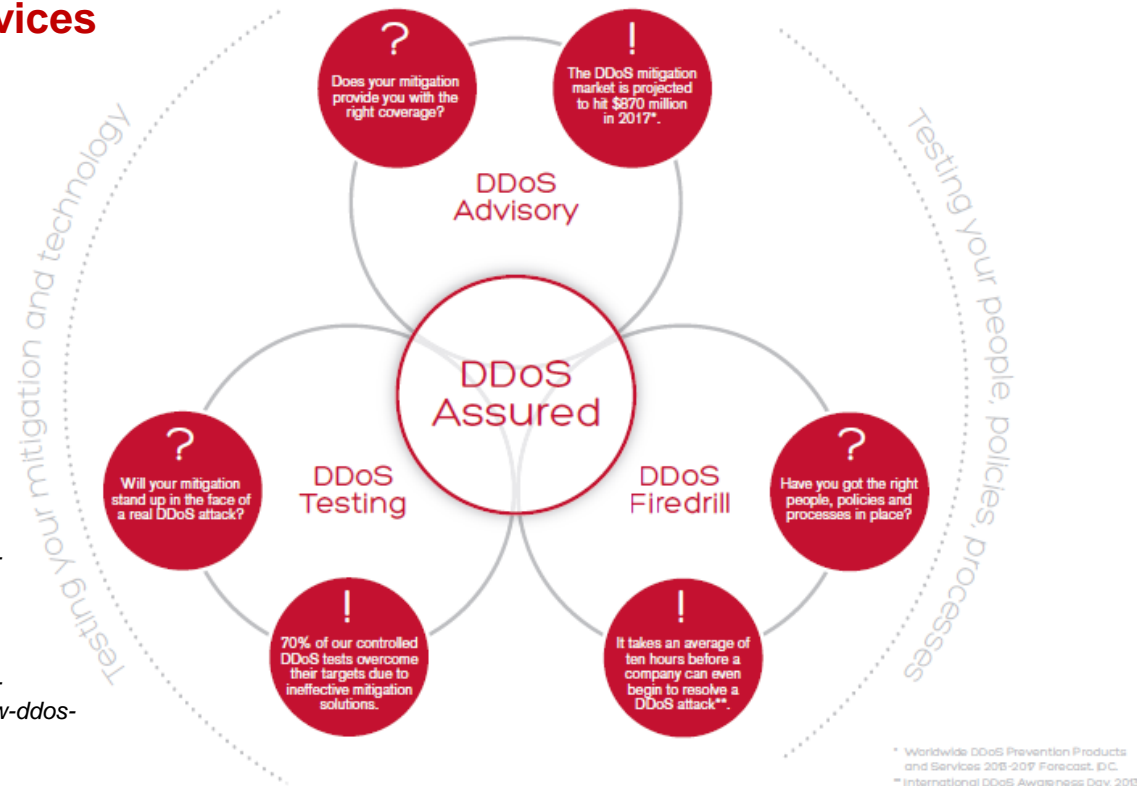 vices
?
Does your mitigation
provide you with the
right coverage?
!
The DDoS mitigation
market is projected
to hit $870 million
in 2017*.
DDoS
Advisory
Testing your mitigation and technology
Testing your people, policies, processes
DDoS
Assured
?
Will your mitigation
stand up in the face of
a real DDoS attack?
DDoS
Testing
DDoS
Firedrill
?
Have you got the right
people, policies and
processes in place?
!
70% of our controlled
DDoS tests overcome
their targets due to
ineffective mitigation
solutions.
!
It takes an average of
ten hours before a
company can even
begin to resolve a
DDoS attack**.
w-ddos-
* Worldwide DDoS Prevention Products
and Services 2013-2017 Forecast, IDC.
** International DDoS Awareness Day, 2013